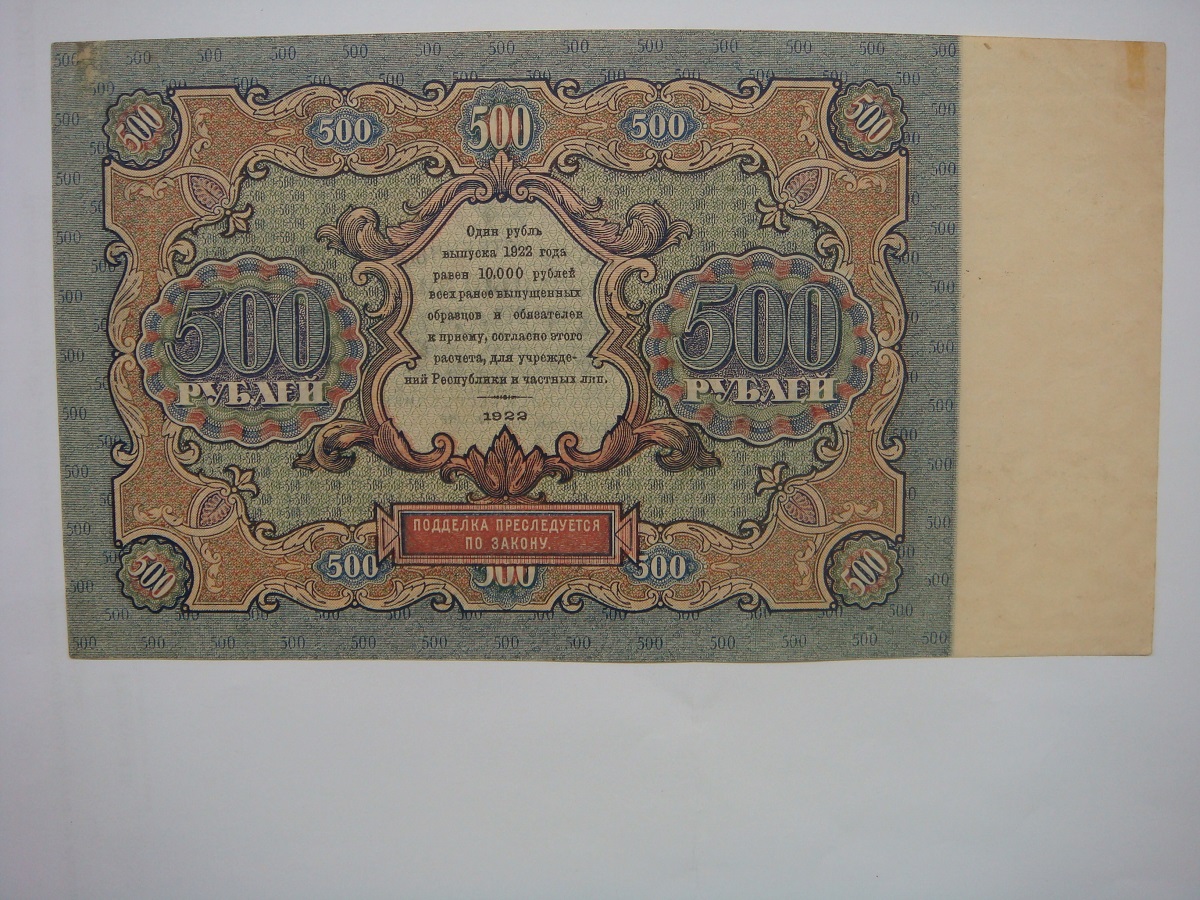 500 500 500 500 500
500 500
Один рубль
выпуска 1922 года
равен 10.000 рублей
всех ранее выпущенных
образцов и обязателен
к приему, согласно этого
расчета, для учрежде-
ний Республики и частных лиц.
1922
500
РУБЛЕЙ
500
РУБЛЕЙ
ПОДДЕЛКА ПРЕСЛЕДУЕТСЯ
ПО ЗАКОНУ.
500 500 500 500 500